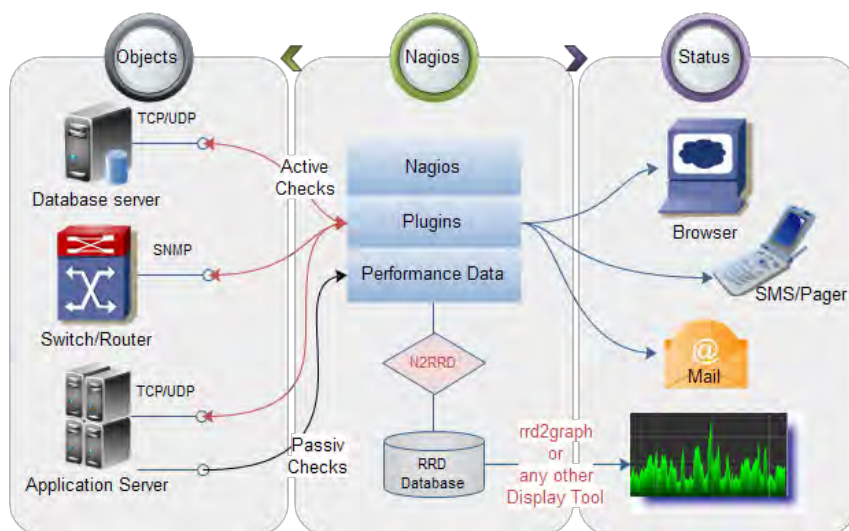 Objects
Nagios
Status
TCP/UDP
Database server
SNMP
Switch/Router
TCP/UDP
Application Server
Active
Checks
Passiv
Checks
Nagios
Plugins
Performance Data
N2RRD
RRD
Database
rrd2graph
or
any other
Display Tool
Browser
SMS/Pager
@
Mail